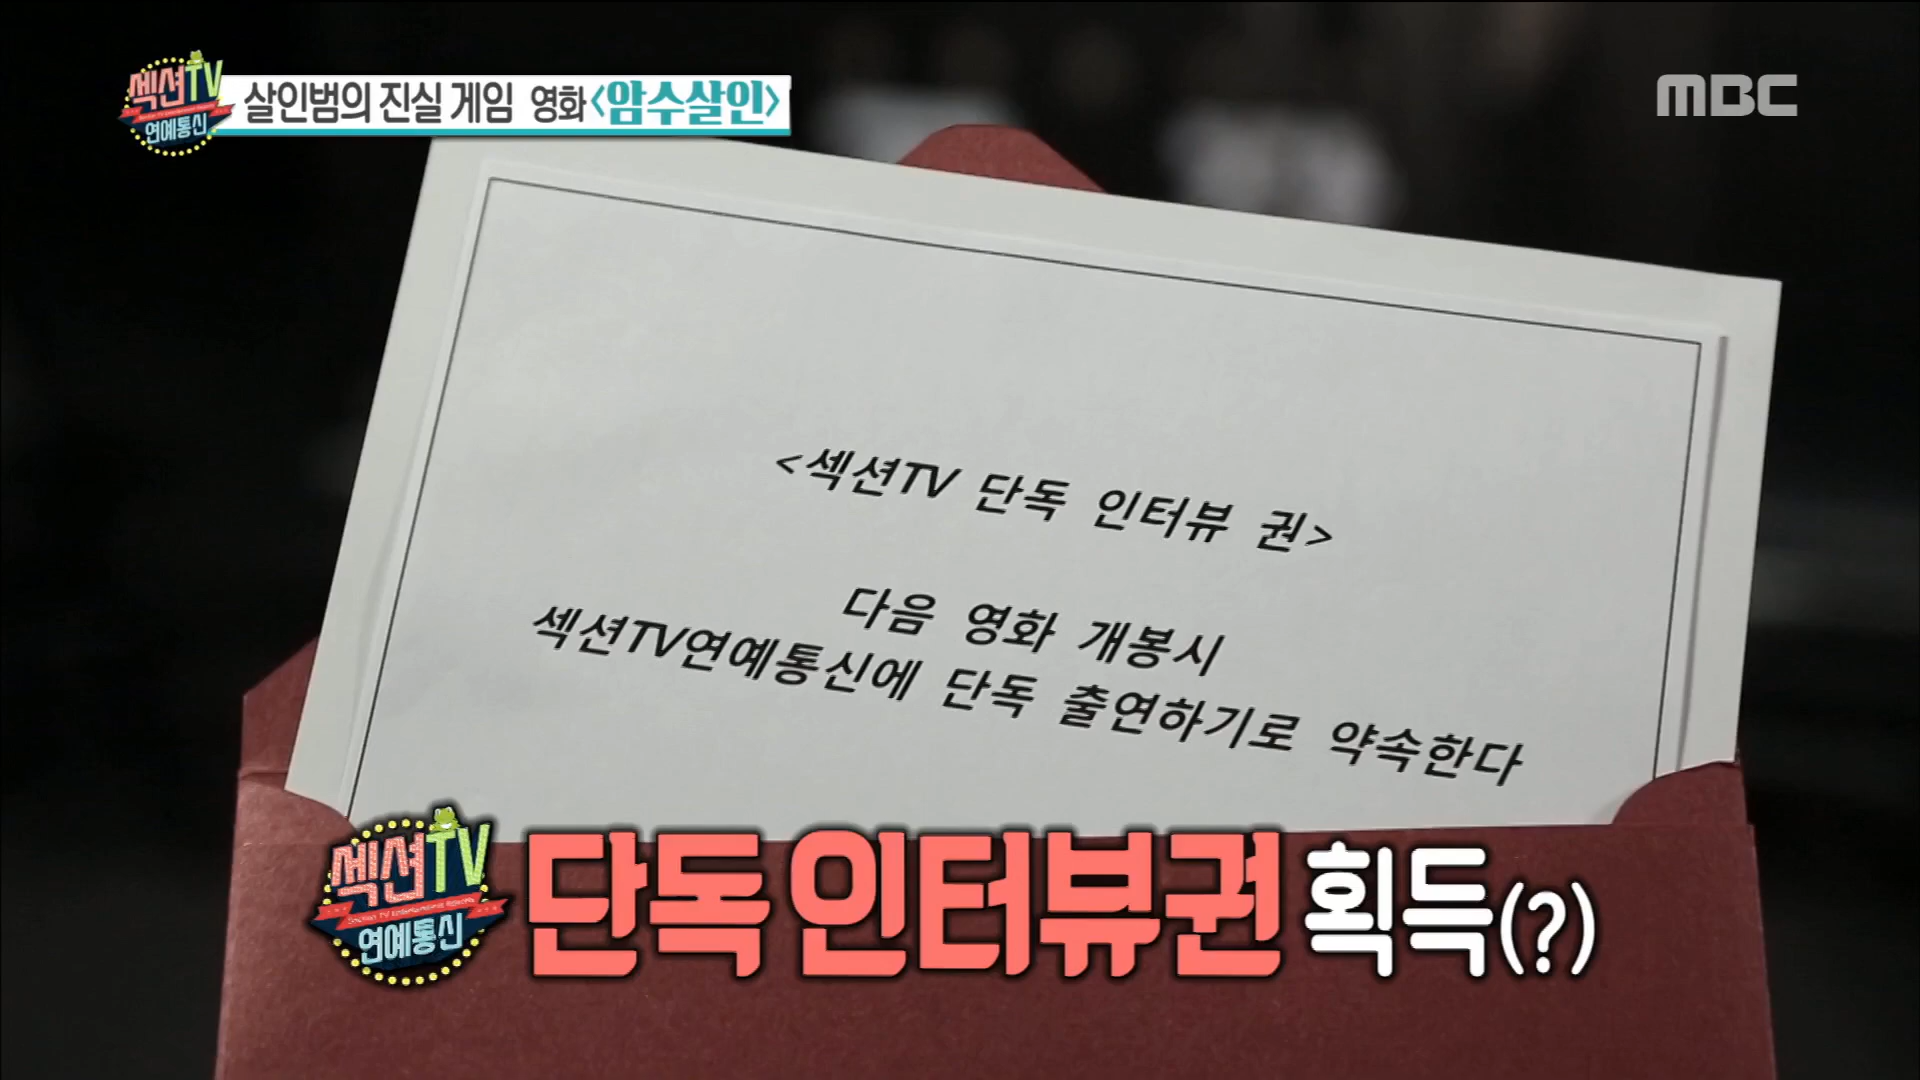 섹션TV
연예통신
살인범의 진실 게임 영화 <암수살인>
MBC
<섹션TV 단독 인터뷰 권>
다음 영화 개봉시
섹션TV연예통신에 단독 출연하기로 약속한다
섹션TV
Section TV Entertainment Reports
연예통신
단독 인터뷰권 획득(?)